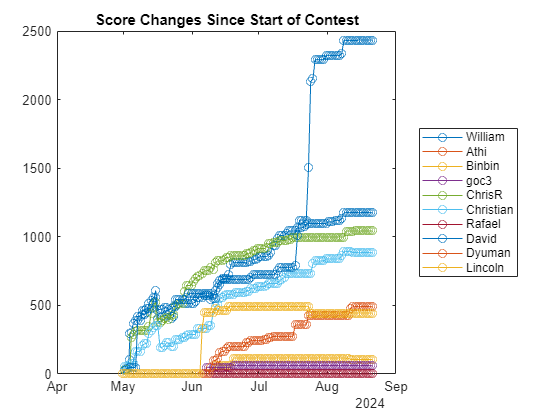 Score Changes Since Start of Contest
2500
2000
1500
1000
500
0
Apr May Jun Jul Aug Sep
2024
William
Athi
Binbin
goc3
ChrisR
Christian
Rafael
David
Dyuman
Lincoln